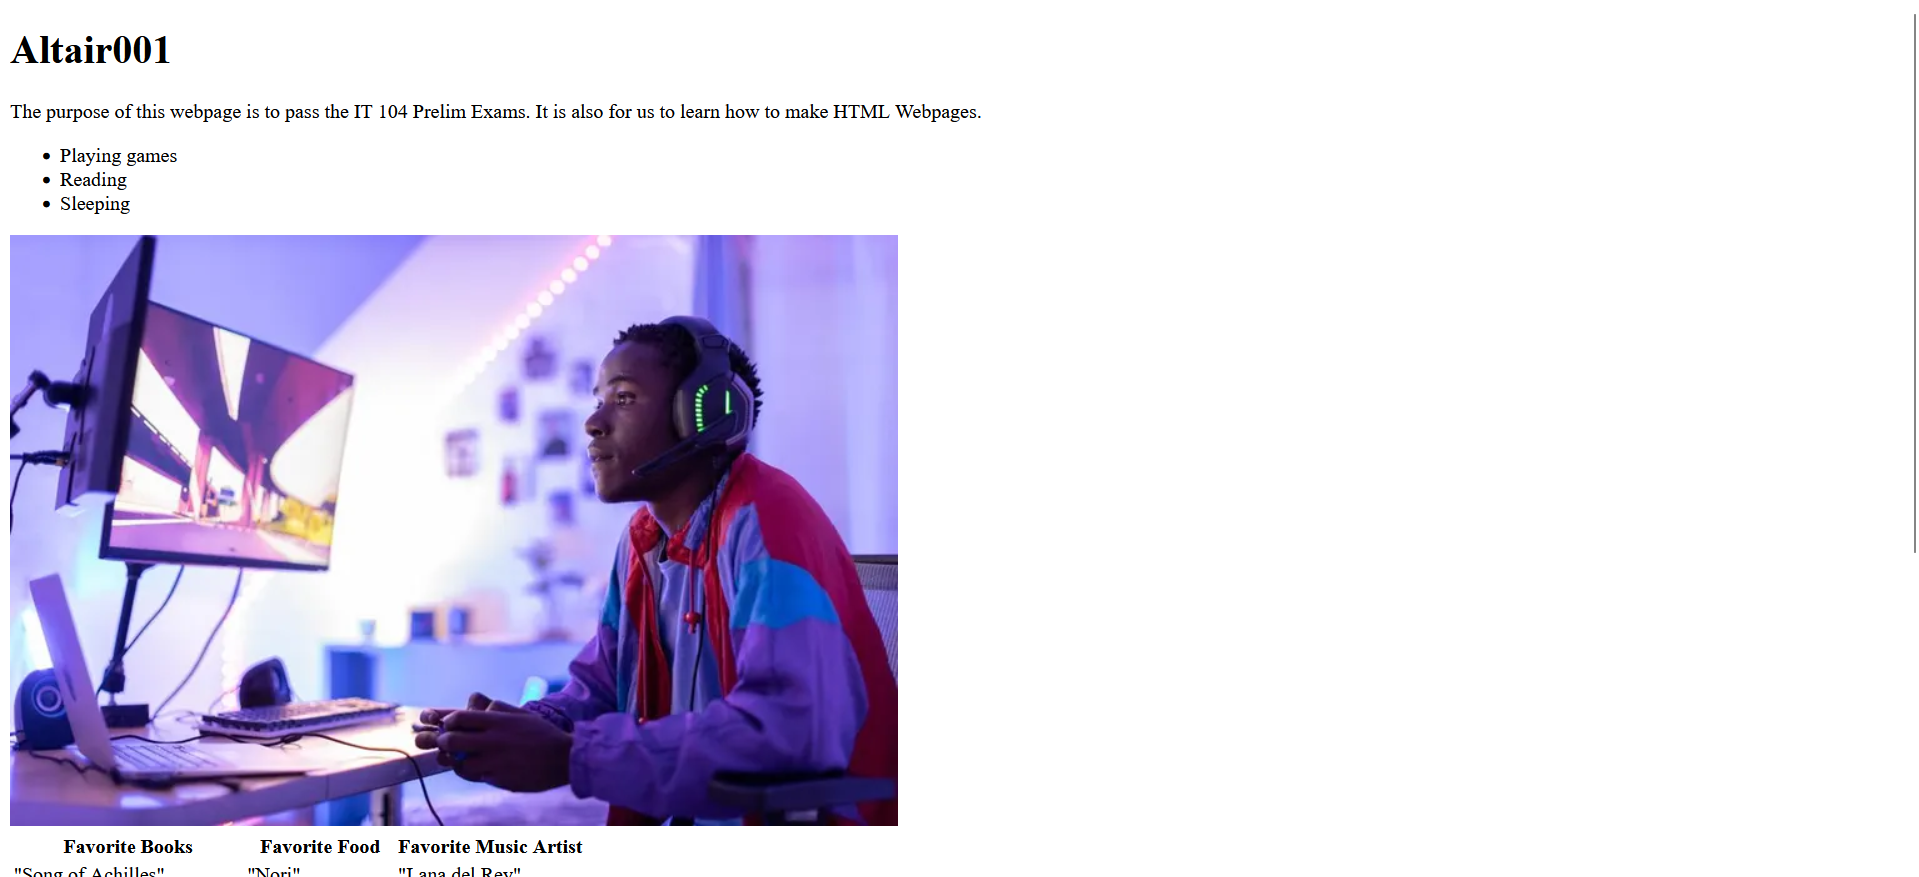 Altair001
The purpose of this webpage is to pass the IT 104 Prelim Exams. It is also for us to learn how to make HTML Webpages.
Playing games
Reading
Sleeping
Favorite Books Favorite Food Favorite Music Artist
"Song of Achilles" "Nori" "Lana del Rey"